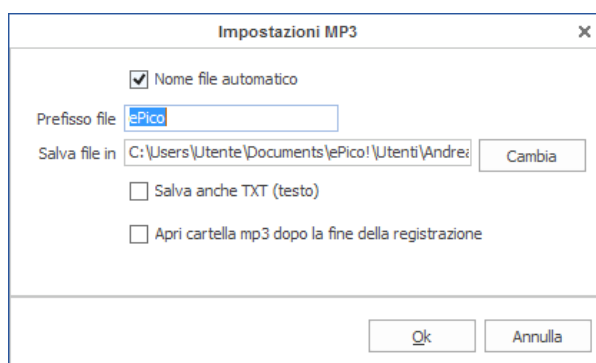 Impostazioni MP3
Nome file automatico
Prefisso file ePico
Salva file in C:\Users\Utente\Documents\ePico!\Utenti\Andrea Cambia
Salva anche TXT (testo)
Apri cartella mp3 dopo la fine della registrazione
Ok Annulla